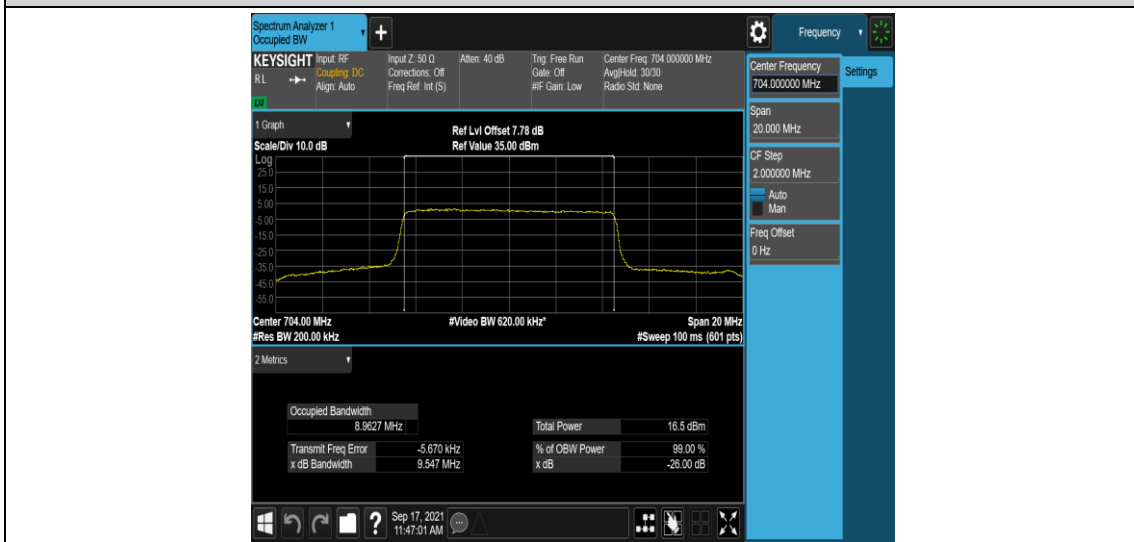 Spectrum Analyzer 1
Occupied BW
+
Frequency
KEYSIGHT
RL
Input: RF
Coupling: DC
Align: Auto
Input Z: 50 Ω
Corrections: Off
Freq Ref: Int (S)
Atten: 40 dB
Trig: Free Run
Gate: Off
#IF Gain: Low
Center Freq: 704.000000 MHz
Avg|Hold: 30/30
Radio Std: None
Center Frequency
704.000000 MHz
Settings
Span
20.000 MHz
CF Step
2.000000 MHz
Auto
Man
Freq Offset
0 Hz
1 Graph
Ref Lvl Offset 7.78 dB
Scale/Div 10.0 dB
Ref Value 35.00 dBm
Log
25.0
15.0
5.00
-5.00
-15.0
-25.0
-35.0
-45.0
-55.0
Center 704.00 MHz
#Video BW 620.00 kHz*
Span 20 MHz
#Res BW 200.00 kHz
#Sweep 100 ms (601 pts)
2 Metrics
Occupied Bandwidth
8.9627 MHz
Total Power 16.5 dBm
Transmit Freq Error -5.670 kHz
% of OBW Power 99.00 %
x dB Bandwidth 9.547 MHz
x dB -26.00 dB
?
Sep 17, 2021
11:47:01 AM